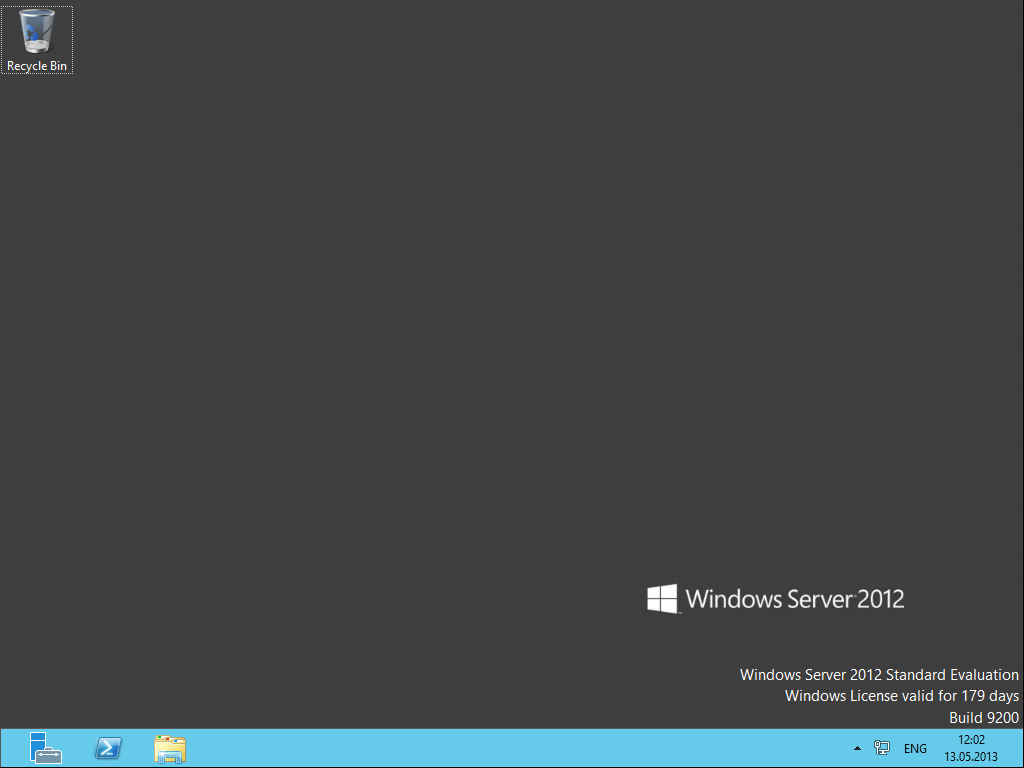 Recycle Bin
Windows Server 2012
Windows Server 2012 Standard Evaluation
Windows License valid for 179 days
Build 9200
ENG
12:02
13.05.2013